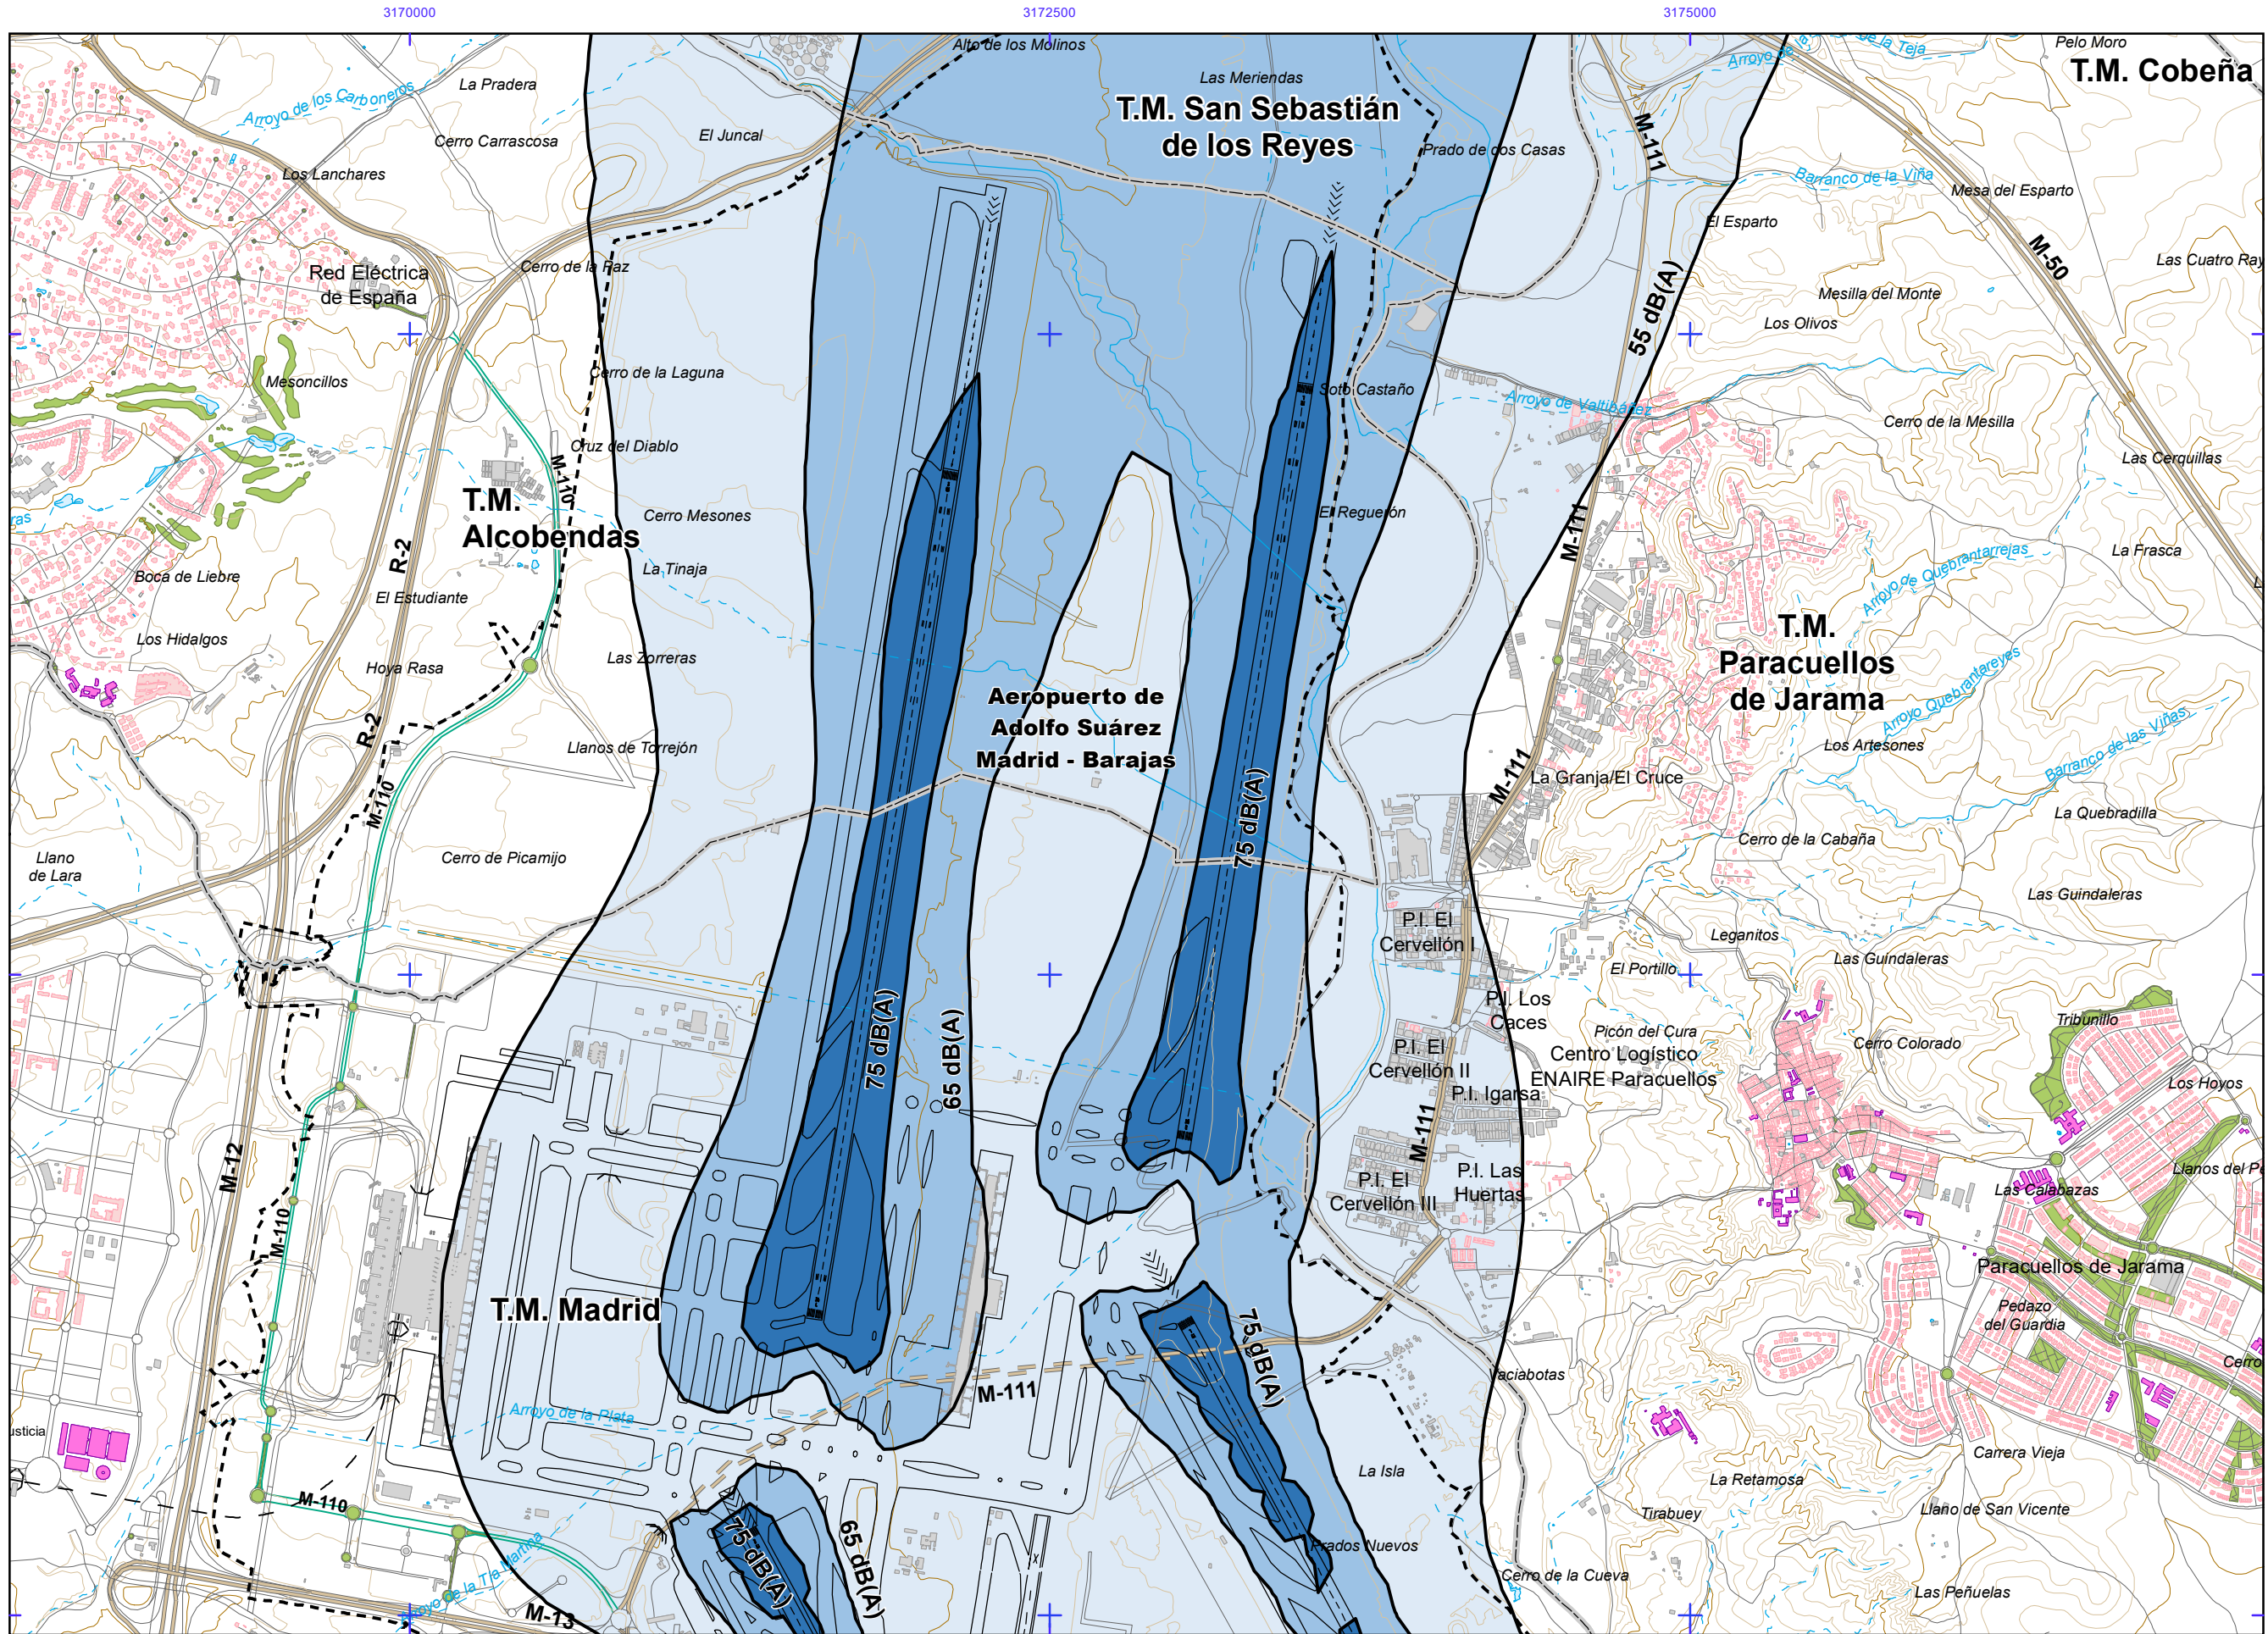 3170000
3172500
3175000
Alto de los Molinos
Pelo Moro
T.M. Cobeña
La Pradera
Las Meriendas
Arroyo de los Carboneros
T.M. San Sebastián
de los Reyes
El Juncal
Cerro Carrascosa
M-111
Prado de dos Casas
Los Lanchares
Barranco de la Viña
Mesa del Esparto
El Esparto
M-50
Las Cuatro Ray
Red Eléctrica
de España
Cerro de la Paz
Mesilla del Monte
55 dB(A)
Los Olivos
Mesoncillos
Cerro de la Laguna
Soto Castaño
Arroyo de Valtibáñez
Cerro de la Mesilla
Cruz del Diablo
Las Cerquillas
M-110
T.M.
Alcobendas
Cerro Mesones
El Reguerón
ras
M-111
R-2
La Frasca
Boca de Liebre
La Tinaja
Arroyo de Quebrantarrejas
El Estudiante
Los Hidalgos
T.M.
Paracuellos
de Jarama
Hoya Rasa
Las Zorreras
Aeropuerto de
Adolfo Suárez
Madrid - Barajas
Arroyo Quebrantareyes
R-2
Llanos de Torrejón
Los Artesones
Barranco de las Viñas
M-110
M-111
La Granja/El Cruce
75 dB(A)
La Quebradilla
Cerro de la Cabaña
Llano
de Lara
Cerro de Picamijo
Las Guindaleras
P.I. El
Cervellón I
Leganitos
Las Guindaleras
El Portillo
P.I. Los
Caces
75 dB(A)
65 dB(A)
Tribunillo
Picón del Cura
Cerro Colorado
P.I. El
Cervellón II
Centro Logístico
ENAIRE Paracuellos
P.I. Igarsa
Los Hoyos
M-111
M-12
P.I. Las
Huertas
P.I. El
Cervellón III
Las Calabazas
M-110
Paracuellos de Jarama
T.M. Madrid
Pedazo
del Guardia
75 dB(A)
Cerro
Vaciabotas
M-111
Arroyo de la Plata
usticia
Carrera Vieja
La Isla
La Retamosa
M-110
Tirabuey
Llano de San Vicente
75 dB(A)
65 dB(A)
Prados Nuevos
Cerro de la Cueva
Las Peñuelas
M-13